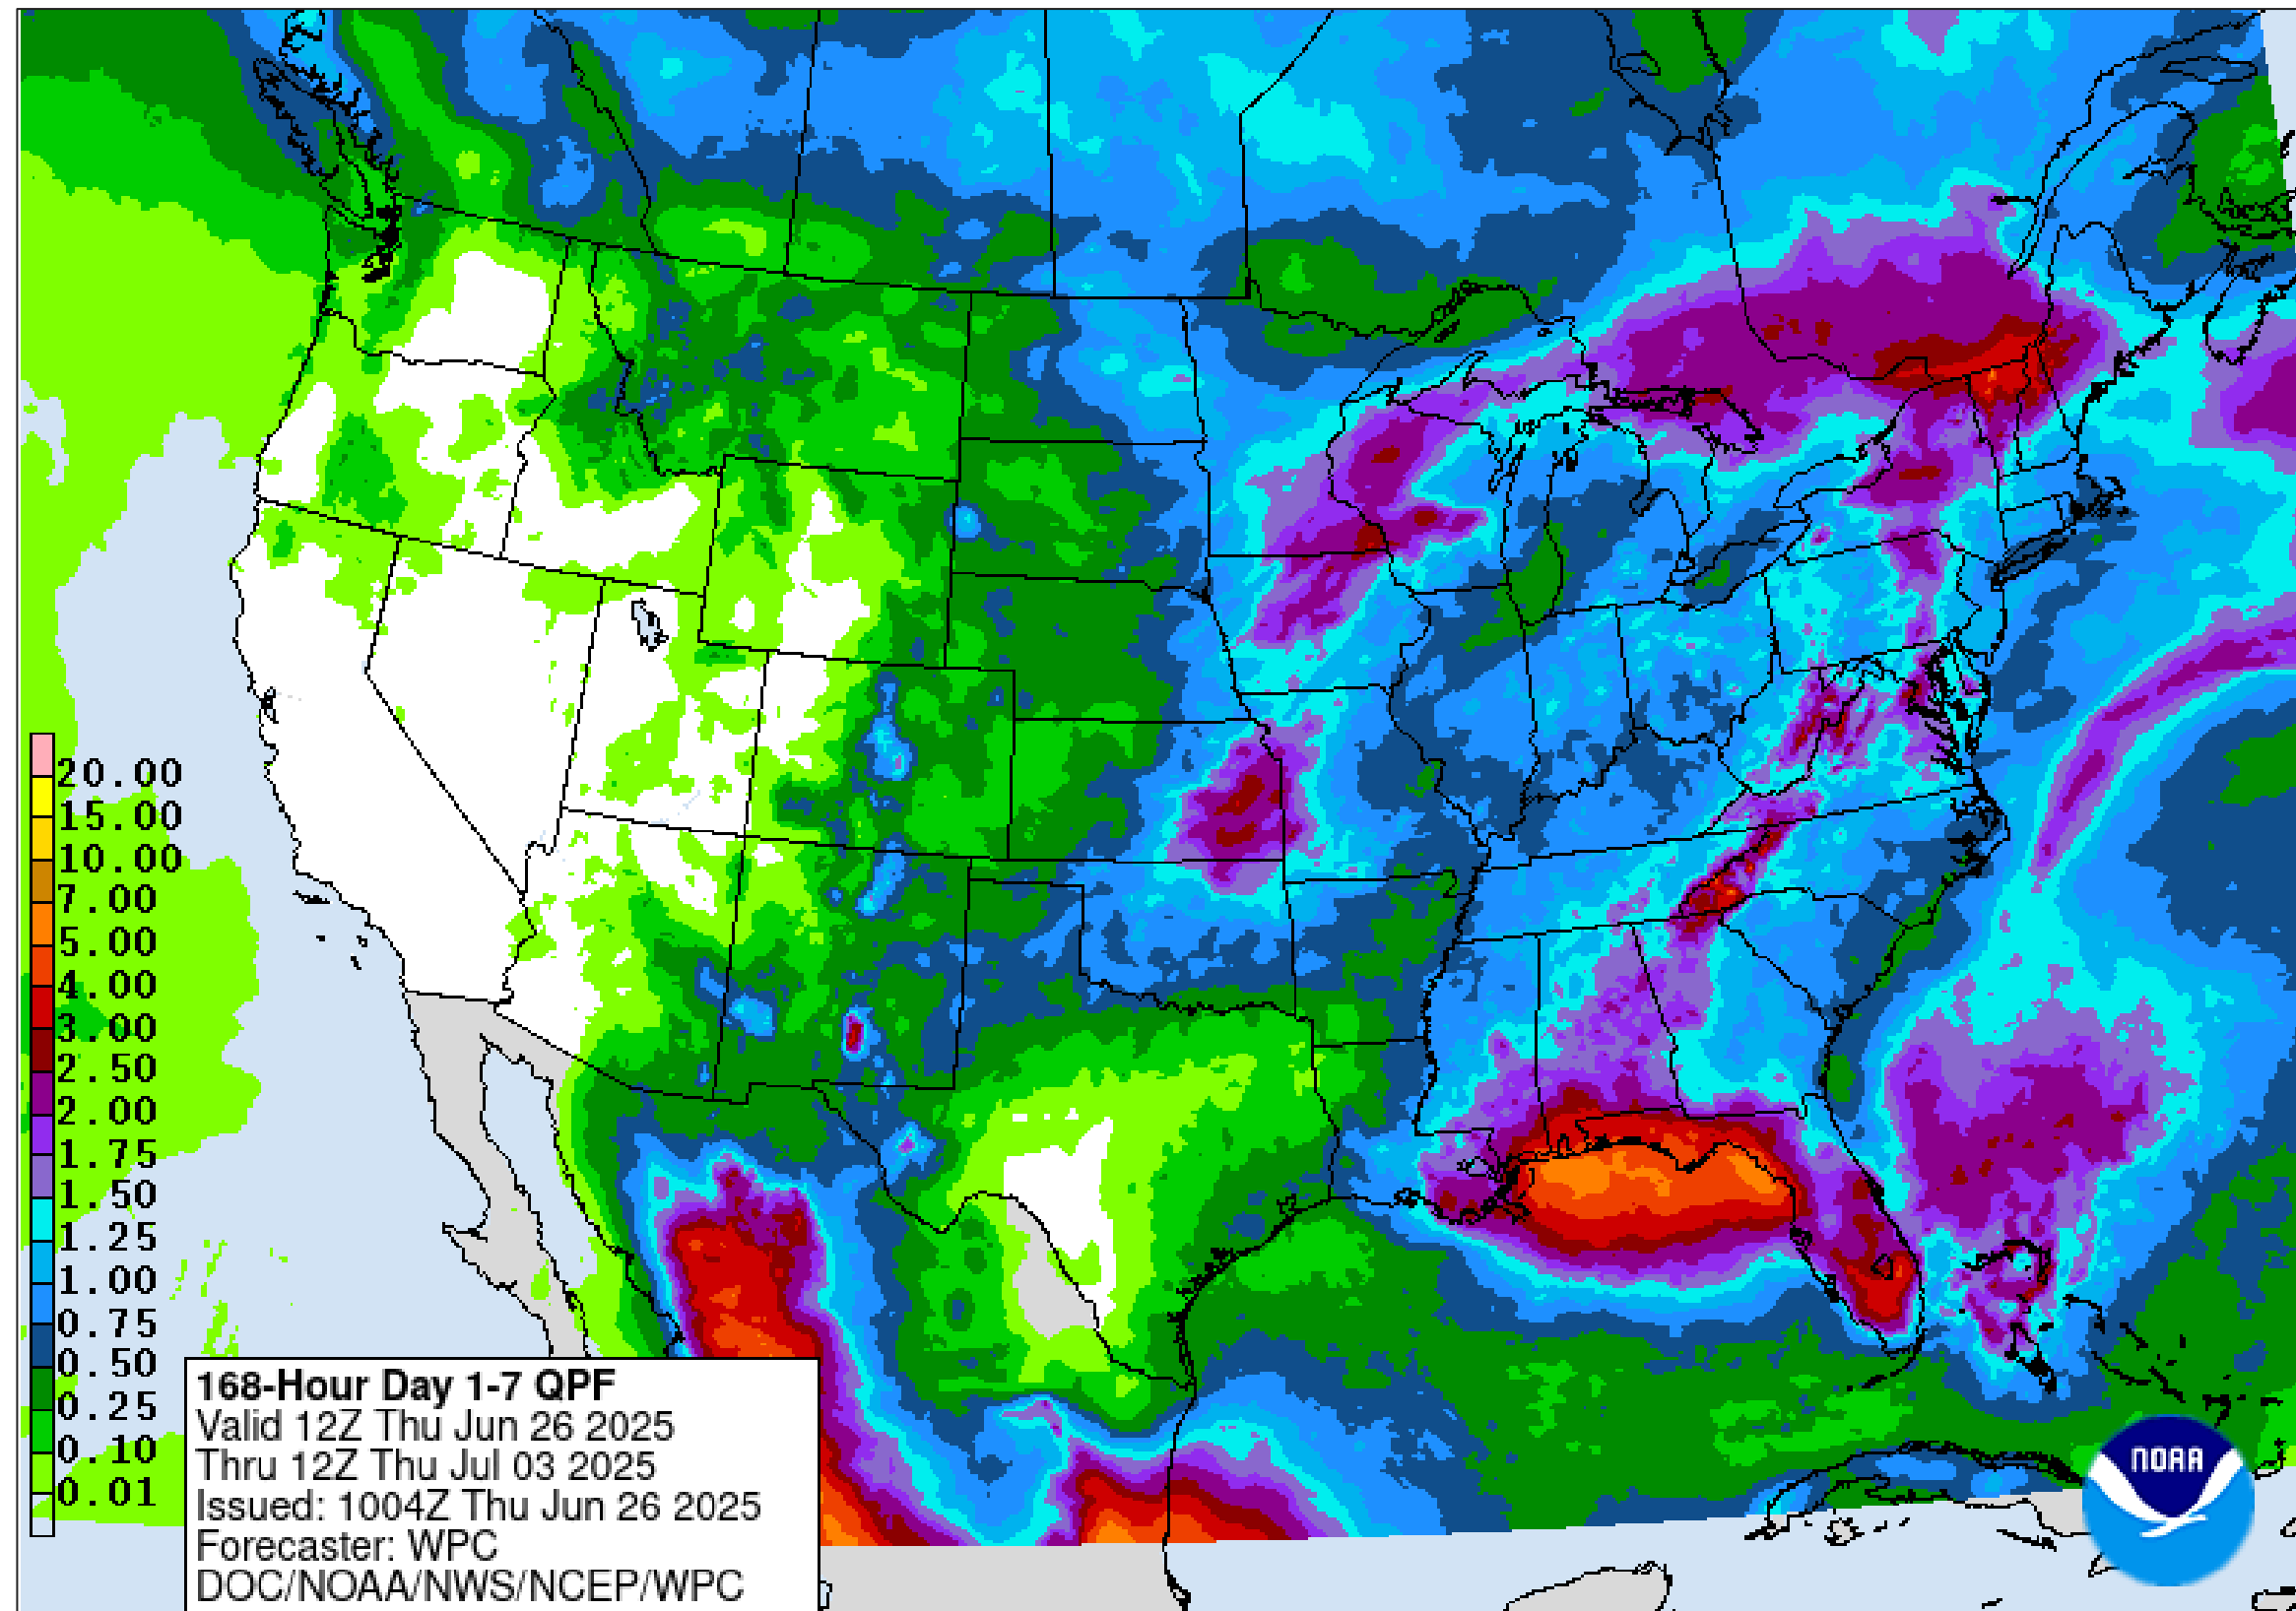 20.00
15.00
10.00
7.00
5.00
4.00
3.00
2.50
2.00
1.75
1.50
1.25
1.00
0.75
0.50
0.25
0.10
0.01
168-Hour Day 1-7 QPF
Valid 12Z Thu Jun 26 2025
Thru 12Z Thu Jul 03 2025
Issued: 1004Z Thu Jun 26 2025
Forecaster: WPC
DOC/NOAA/NWS/NCEP/WPC
NOAA